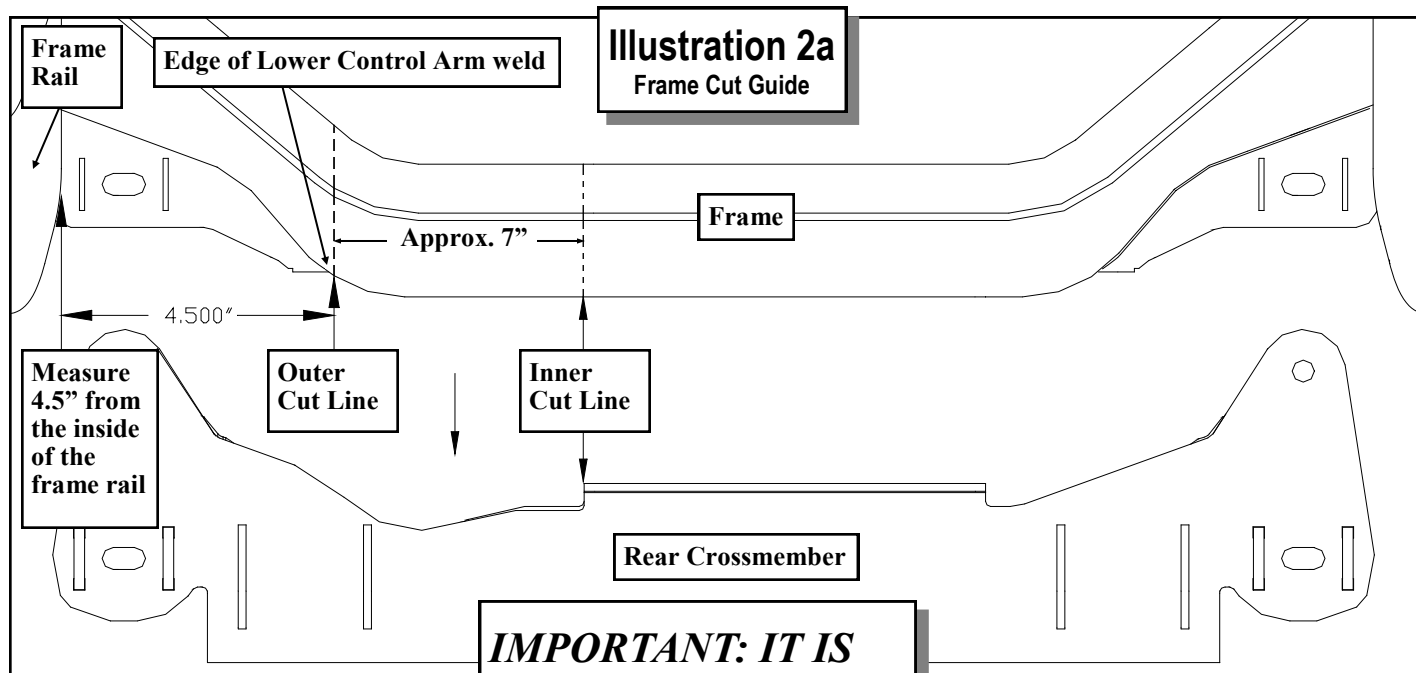 Illustration 2a
Frame Cut Guide
Frame
Rail
Edge of Lower Control Arm weld
Frame
Approx. 7”
4.500"
Measure
4.5” from
the inside
of the
frame rail
Outer
Cut Line
Inner
Cut Line
Rear Crossmember
IMPORTANT: IT IS